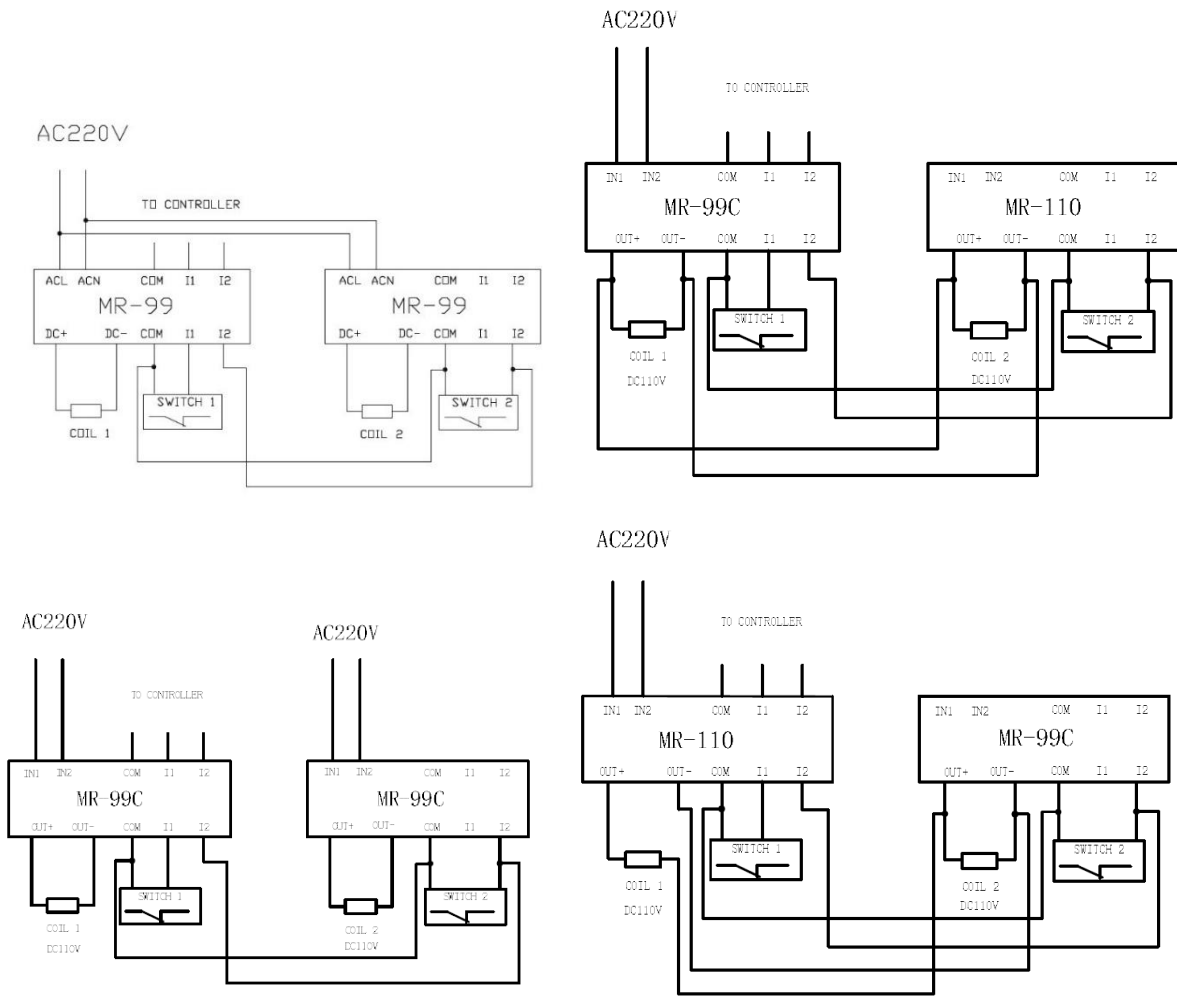 AC220V
TO CONTROLLER
ACL ACN COM I1 I2
MR-99
DC+ DC- COM I1 I2
SWITCH 1
COIL 1
ACL ACN COM I1 I2
MR-99
DC+ DC- COM I1 I2
SWITCH 2
COIL 2
AC220V
TO CONTROLLER
IN1 IN2 COM I1 I2
MR-99C
OUT+ OUT- COM I1 I2
SWITCH 1
COIL 1
DC110V
IN1 IN2 COM I1 I2
MR-110
OUT+ OUT- COM I1 I2
SWITCH 2
COIL 2
DC110V
AC220V
TO CONTROLLER
IN1 IN2 COM I1 I2
MR-99C
OUT+ OUT- COM I1 I2
SWITCH 1
COIL 1
DC110V
AC220V
IN1 IN2 COM I1 I2
MR-99C
OUT+ OUT- COM I1 I2
SWITCH 2
COIL 2
DC110V
AC220V
TO CONTROLLER
IN1 IN2 COM I1 I2
MR-110
OUT+ OUT- COM I1 I2
SWITCH 1
COIL 1
DC110V
IN1 IN2 COM I1 I2
MR-99C
OUT+ OUT- COM I1 I2
SWITCH 2
COIL 2
DC110V